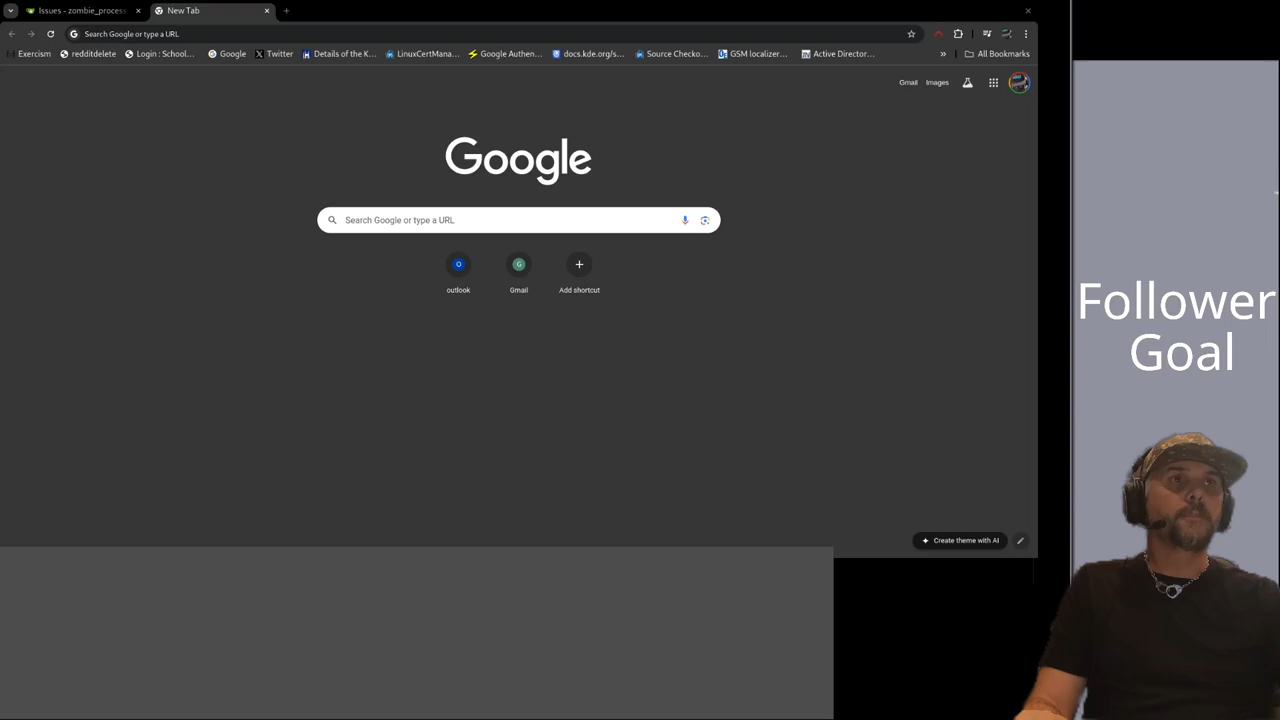 Issues - zombie_process
New Tab
Search Google or type a URL
Exercism
redditdelete
Login : School...
Google
Twitter
Details of the K...
LinuxCertMana...
Google Authen...
docs.kde.org/s...
Source Checko...
GSM localizer...
Active Director...
»
All Bookmarks
Gmail
Images
Google
Search Google or type a URL
O
G
outlook
Gmail
Add shortcut
Follower
Goal
Create theme with AI